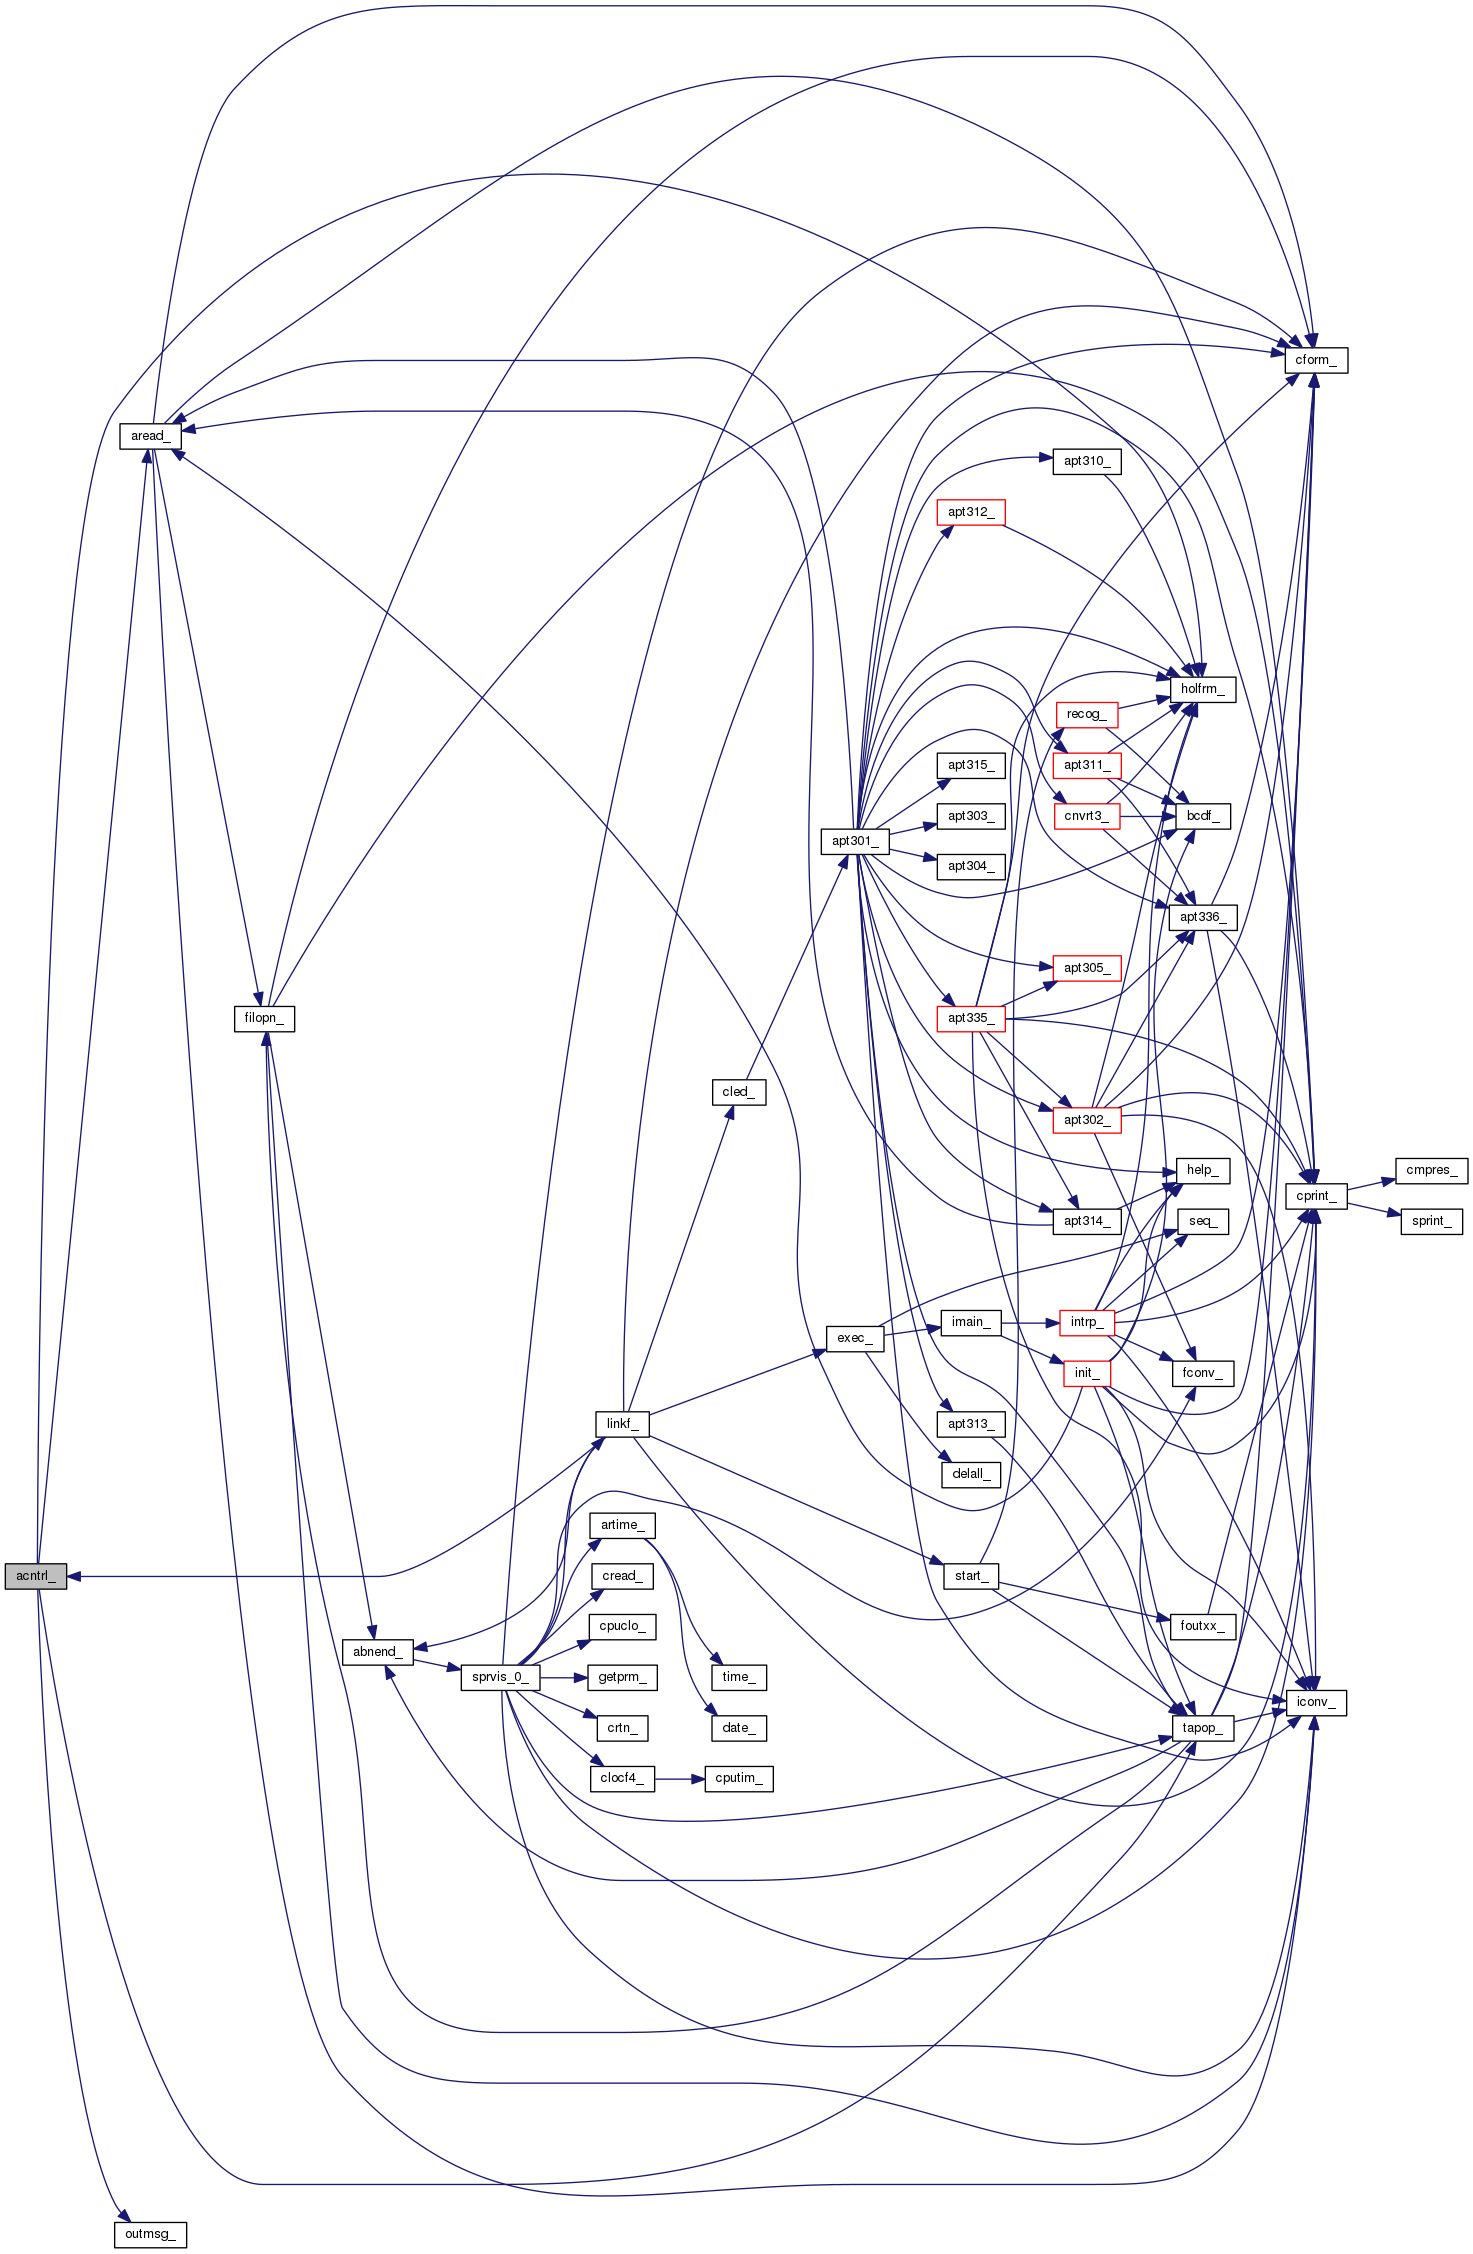 cform_
aread_
apt310_
apt312_
holfrm_
recog_
apt315_
apt311_
apt303_
cnvrt3_
bcdf_
apt301_
apt304_
apt336_
apt305_
filopn_
apt335_
cled_
apt302_
help_
cmpres_
cprint_
apt314_
seq_
sprint_
imain_
intrp_
exec_
init_
fconv_
linkf_
apt313_
delall_
artime_
acntrl_
cread_
start_
cpuclo_
foutxx_
abnend_
sprvis_0_
getprm_
time_
iconv_
crtn_
date_
tapop_
clocf4_
cputim_
outmsg_